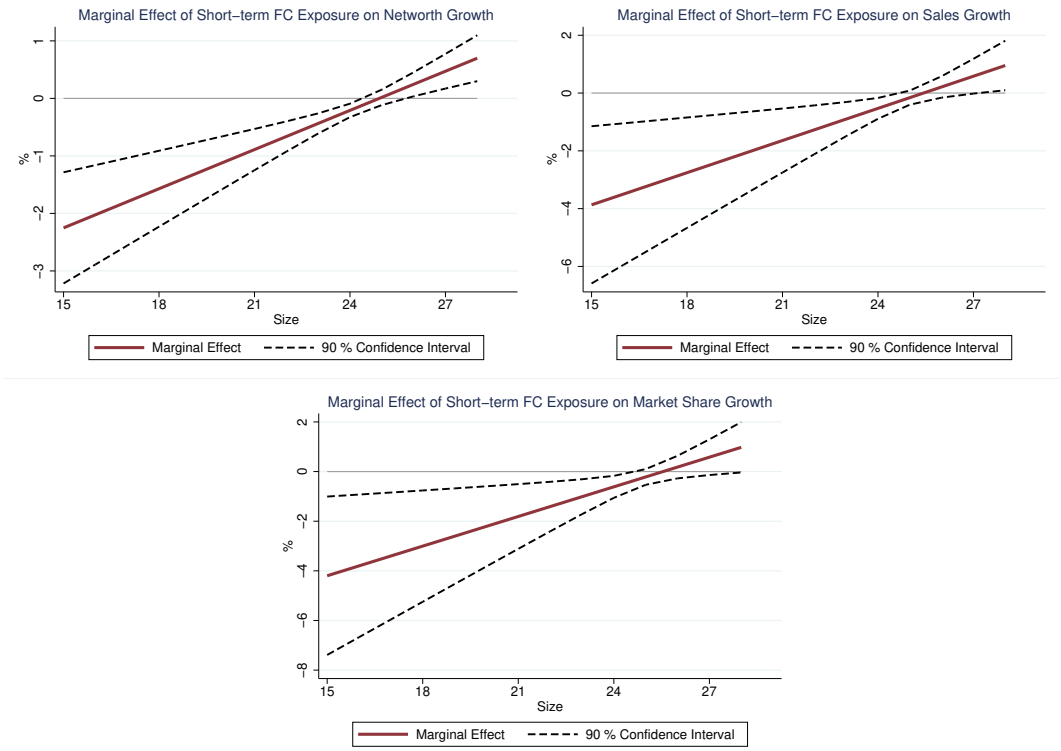 Marginal Effect of Short−term FC Exposure on Networth Growth
%
1
0
−1
−2
−3
15 18 21 24 27
Size
Marginal Effect 90 % Confidence Interval
Marginal Effect of Short−term FC Exposure on Sales Growth
%
2
0
−2
−4
−6
15 18 21 24 27
Size
Marginal Effect 90 % Confidence Interval
Marginal Effect of Short−term FC Exposure on Market Share Growth
%
2
0
−2
−4
−6
−8
15 18 21 24 27
Size
Marginal Effect 90 % Confidence Interval